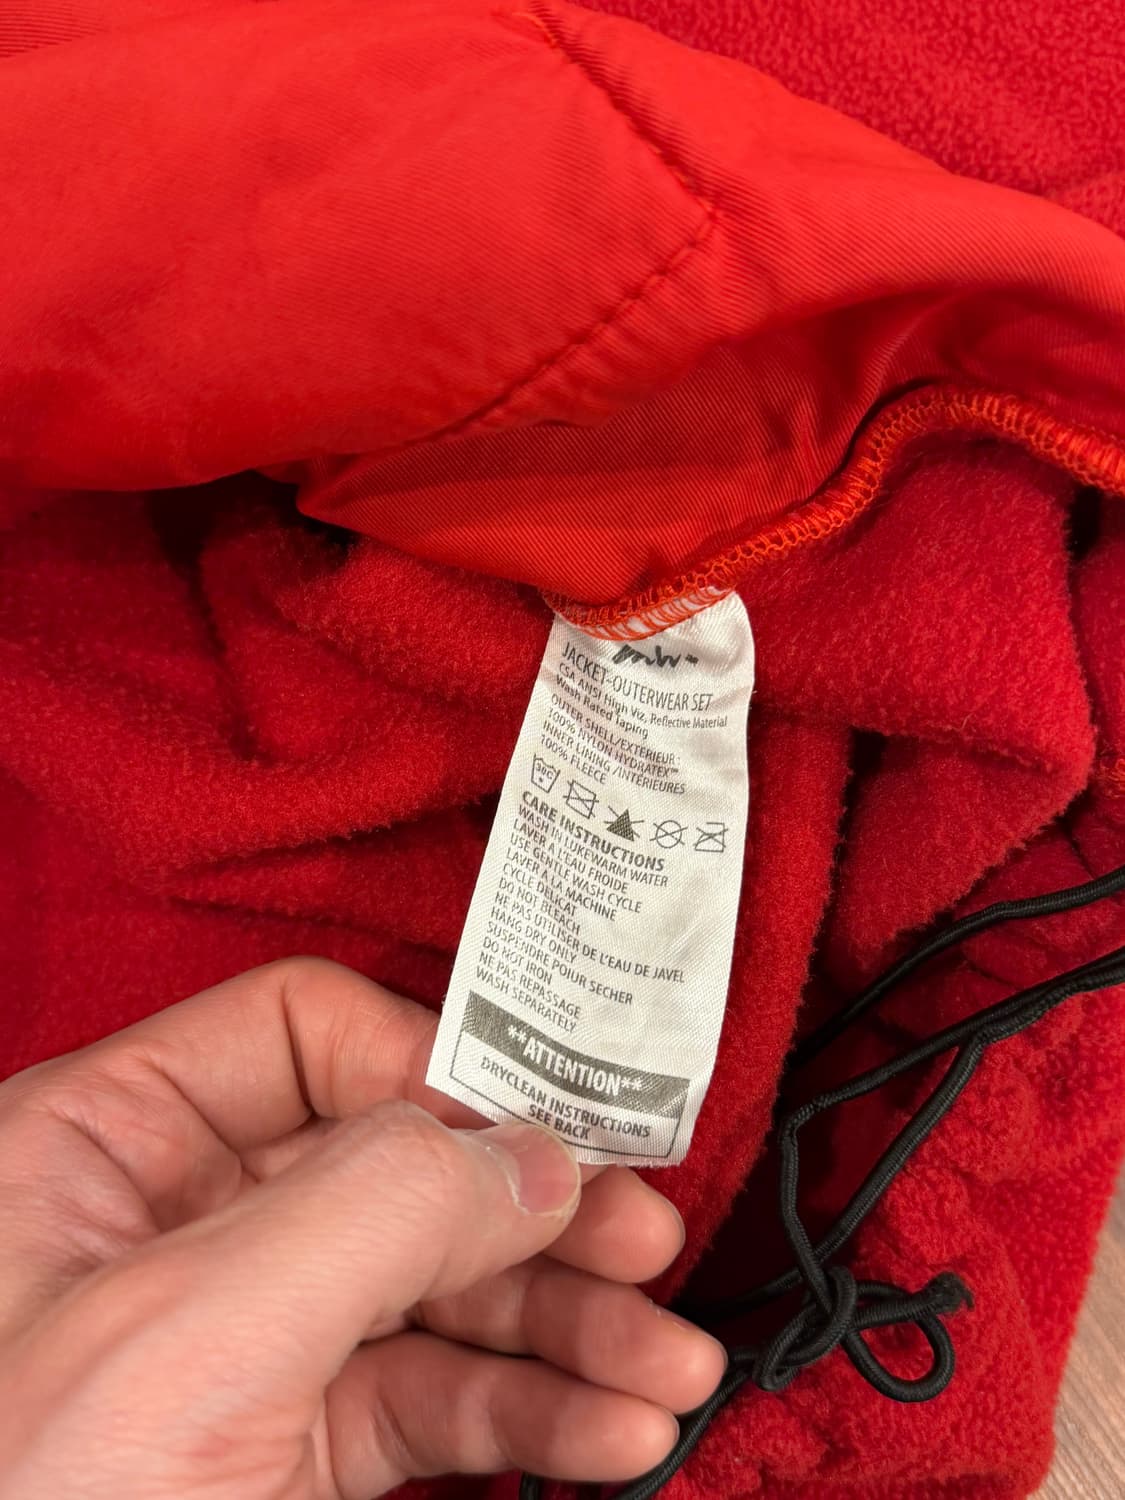 JACKET-OUTERWEAR SET
CSA ANSI High Viz, Reflective Material
Wash Rated Taping
OUTER SHELL/EXTERIEUR:
100% NYLON HYDRATEX™
INNER LINING /INTÉRIEURES
100% FLEECE
30C
CARE INSTRUCTIONS
WASH IN LUKEWARM WATER
LAVER A L'EAU FROIDE
USE GENTLE WASH CYCLE
LAVER A LA MACHINE
CYCLE DELICAT
DO NOT BLEACH
NE PAS UTILISER DE L'EAU DE JAVEL
HANG DRY ONLY
SUSPENDRE POIUR SECHER
DO NOT IRON
NE PAS REPASSAGE
WASH SEPARATELY
**ATTENTION**
DRYCLEAN INSTRUCTIONS
SEE BACK